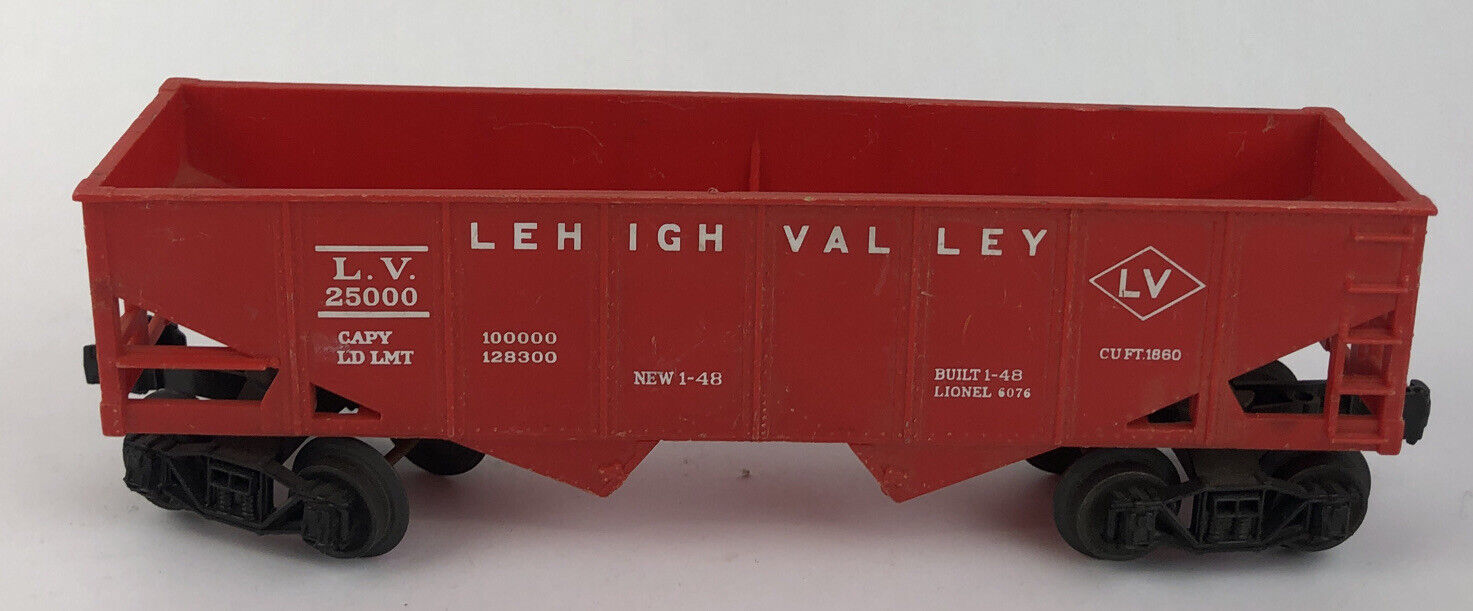 LEHIGH VALLEY
L.V.
25000
CAPY 100000
LD LMT 128300
NEW 1-48
BUILT 1-48
LIONEL 6076
LV
CU FT. 1860